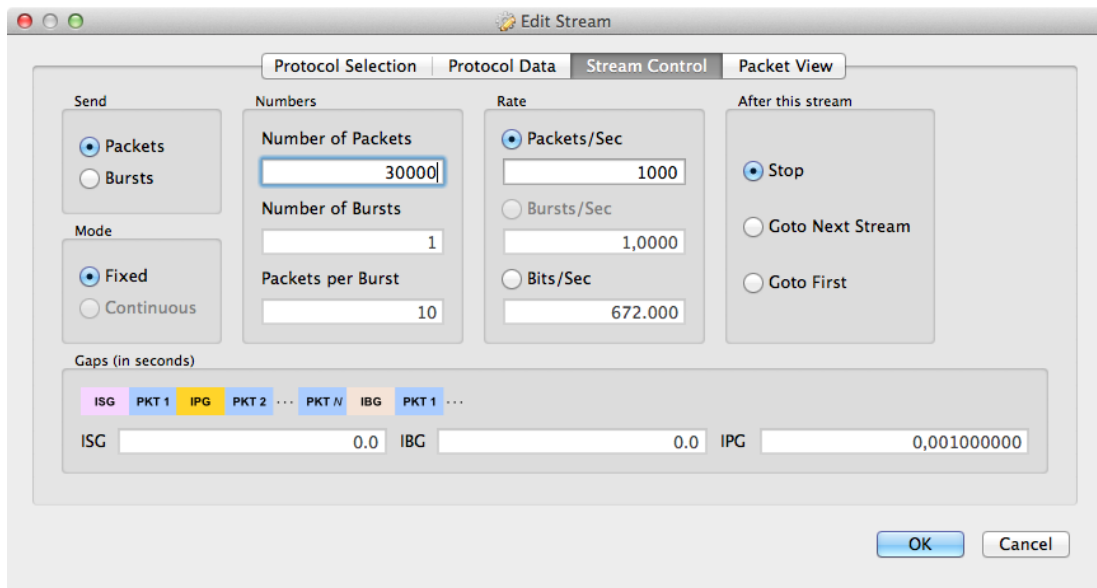 Edit Stream
Protocol Selection
Protocol Data
Stream Control
Packet View
Send
Packets
Bursts
Mode
Fixed
Continuous
Numbers
Number of Packets
30000
Number of Bursts
1
Packets per Burst
10
Rate
Packets/Sec
1000
Bursts/Sec
1,0000
Bits/Sec
672.000
After this stream
Stop
Goto Next Stream
Goto First
Gaps (in seconds)
ISG PKT 1 IPG PKT 2 ··· PKT N IBG PKT 1 ···
ISG 0.0 IBG 0.0 IPG 0,001000000
OK
Cancel